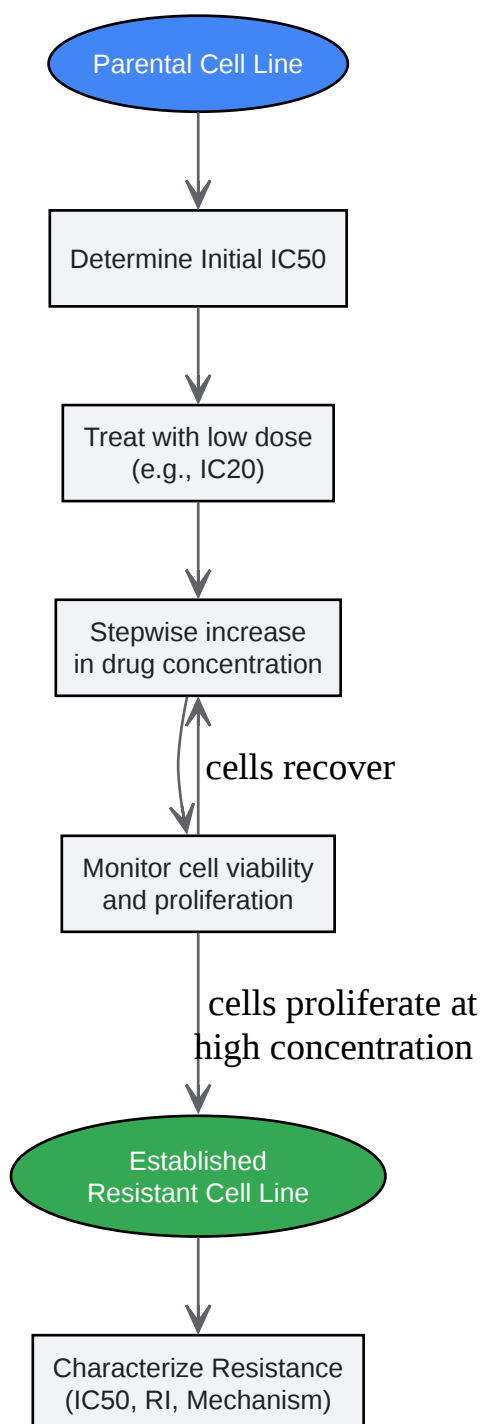 Parental Cell Line
Determine Initial IC50
Treat with low dose
(e.g., IC20)
Stepwise increase
in drug concentration
cells recover
Monitor cell viability
and proliferation
cells proliferate at
high concentration
Established
Resistant Cell Line
Characterize Resistance
(IC50, RI, Mechanism)